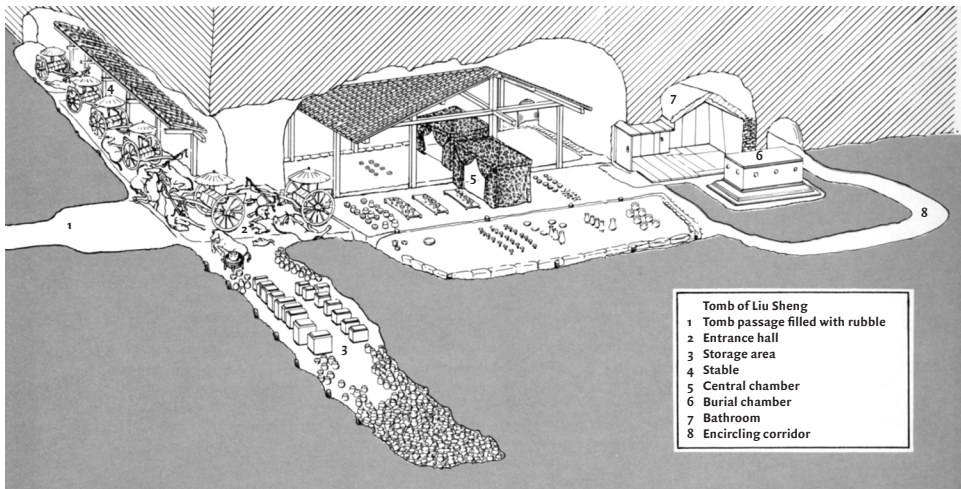 4
7
6
5
8
1
2
3
Tomb of Liu Sheng
1 Tomb passage filled with rubble
2 Entrance hall
3 Storage area
4 Stable
5 Central chamber
6 Burial chamber
7 Bathroom
8 Encircling corridor